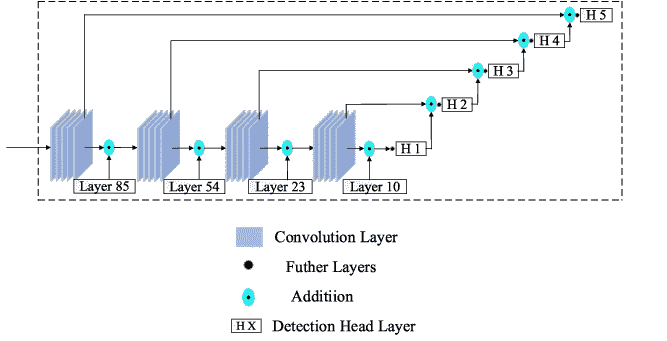 H 5
H 4
H 3
H 2
H 1
Layer 85
Layer 54
Layer 23
Layer 10
Convolution Layer
Futher Layers
Additiion
H X
Detection Head Layer